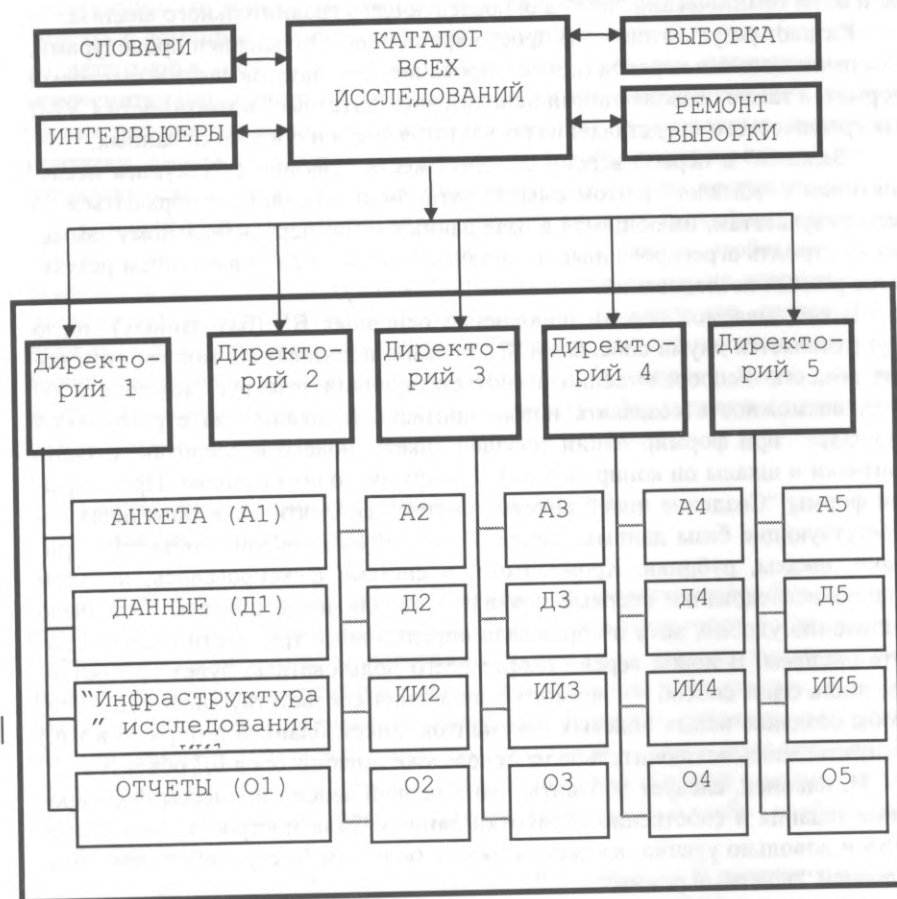 СЛОВАРИ
КАТАЛОГ
ВСЕХ
ИССЛЕДОВАНИЙ
ВЫБОРКА
ИНТЕРВЬЮЕРЫ
РЕМОНТ
ВЫБОРКИ
Директо-
рий 1
Директо-
рий 2
Директо-
рий 3
Директо-
рий 4
Директо-
рий 5
АНКЕТА (А1)
А2
А3
А4
А5
ДАННЫЕ (Д1)
Д2
Д3
Д4
Д5
“Инфраструктура
” исследования
ИИ2
ИИ3
ИИ4
ИИ5
ОТЧЕТЫ (О1)
О2
О3
О4
О5